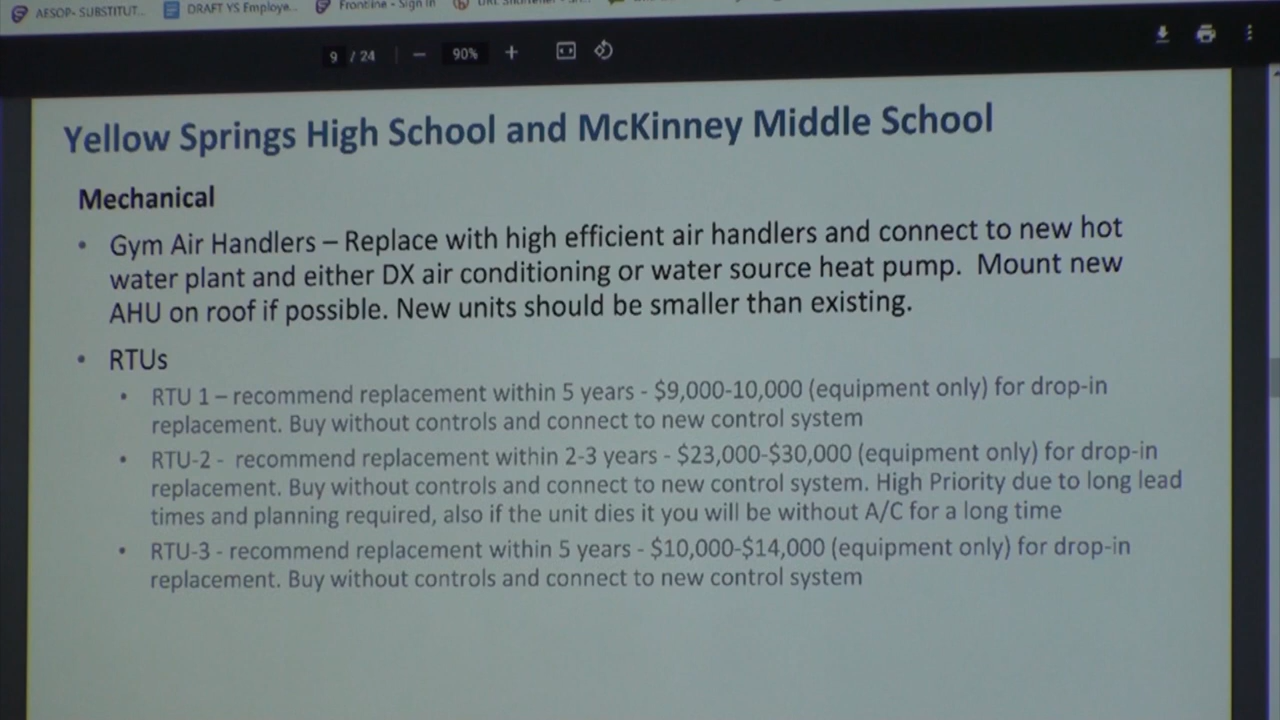 AESOP- SUBSTITUT...
DRAFT YS Employe...
Frontline - Sign In
9 / 24
90%
Yellow Springs High School and McKinney Middle School
Mechanical
• Gym Air Handlers – Replace with high efficient air handlers and connect to new hot
water plant and either DX air conditioning or water source heat pump. Mount new
AHU on roof if possible. New units should be smaller than existing.
• RTUs
• RTU 1 – recommend replacement within 5 years - $9,000-10,000 (equipment only) for drop-in
replacement. Buy without controls and connect to new control system
• RTU-2 - recommend replacement within 2-3 years - $23,000-$30,000 (equipment only) for drop-in
replacement. Buy without controls and connect to new control system. High Priority due to long lead
times and planning required, also if the unit dies it you will be without A/C for a long time
• RTU-3 - recommend replacement within 5 years - $10,000-$14,000 (equipment only) for drop-in
replacement. Buy without controls and connect to new control system